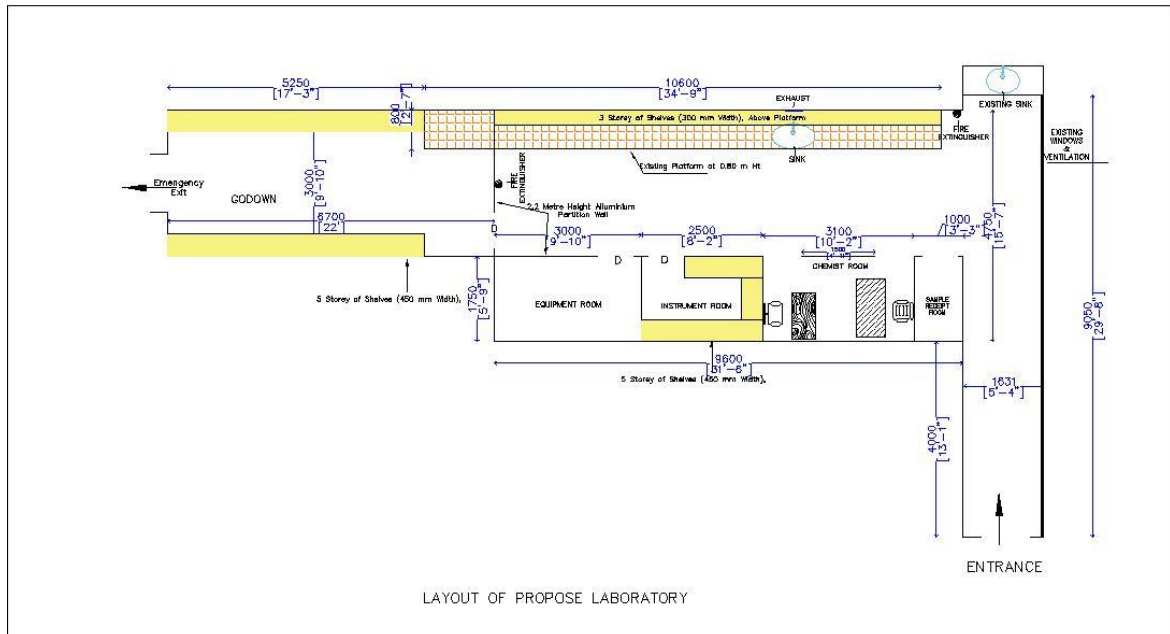 5250
[17'-3"]
10600
[34'-9"]
EXHAUST
EXISTING SINK
800
[2'-7"]
3 Storey of Shelves (300 mm Width), Above Platform
FIRE
EXTINGUISHER
EXISTING
WINDOWS
&
VENTILATION
SINK
Existing Platform at 0.80 m Ht
Emergency
Exit
GODOWN
3000
[9'-10"]
FIRE
EXTINGUISHER
2.2 Metre Height Aluminium
Partition Wall
6700
[22']
D
3000
[9'-10"]
2500
[8'-2"]
3100
[10'-2"]
1000
[3'-3"]
4750
[15'-7"]
1500
D
D
CHEMIST ROOM
5 Storey of Shelves (450 mm Width),
1750
[5'-9"]
EQUIPMENT ROOM
INSTRUMENT ROOM
SAMPLE
RECEPT
ROOM
9050
[29'-8"]
9600
[31'-6"]
5 Storey of Shelves (450 mm Width),
1631
[5'-4"]
4000
[13'-1"]
ENTRANCE
LAYOUT OF PROPOSE LABORATORY